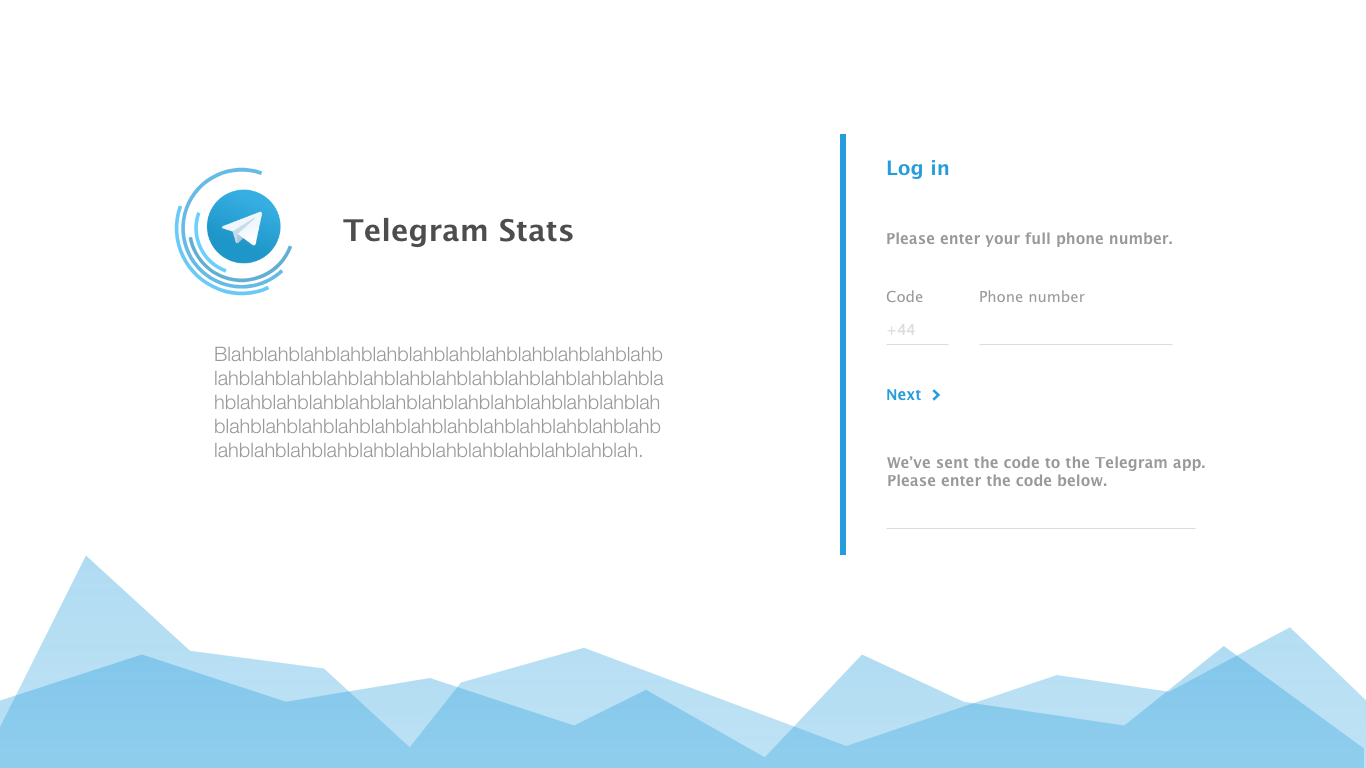 Telegram Stats
Blahblahblahblahblahblahblahblahblahblahblahblahb
lahblahblahblahblahblahblahblahblahblahblahblahbla
hblahblahblahblahblahblahblahblahblahblahblahblah
blahblahblahblahblahblahblahblahblahblahblahblahb
lahblahblahblahblahblahblahblahblahblahblahblah.
Log in
Please enter your full phone number.
Code Phone number
+44
Next
We've sent the code to the Telegram app.
Please enter the code below.